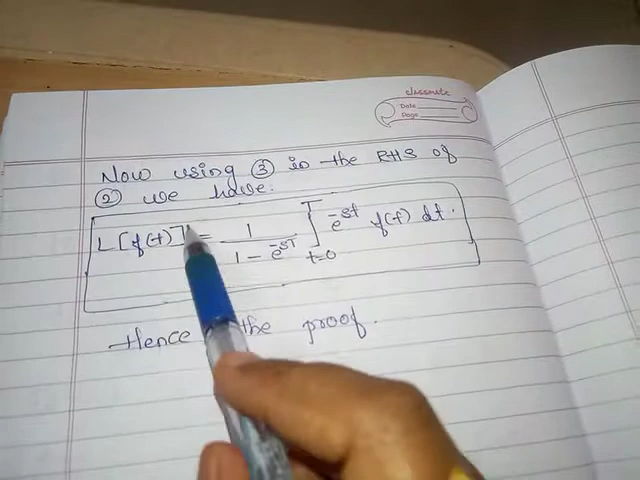 classmate
Date
Page
Now using ③ in the RHS of
② we have.
L[f(t)] = 1/(1 - e^-ST) ∫_{t=0}^{T} e^-st f(t) dt.
Hence the proof.